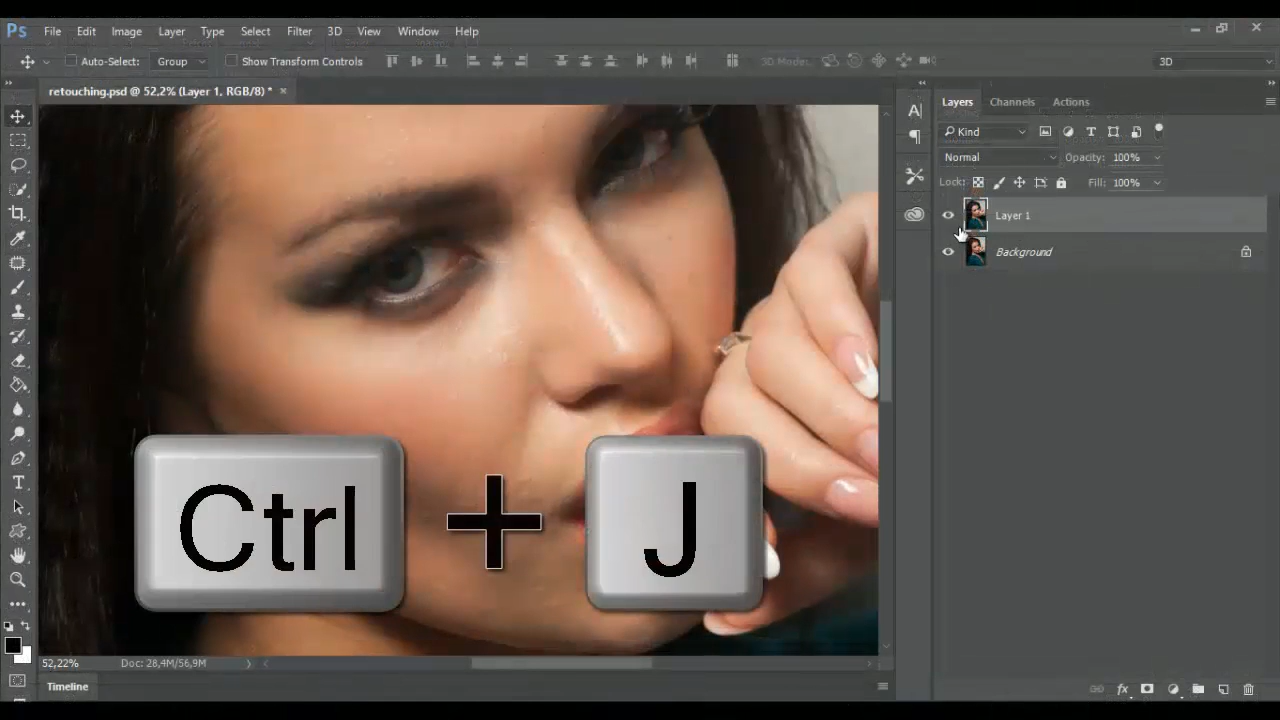 Ps File Edit Image Layer Type Select Filter 3D View Window Help
Auto-Select: Group Show Transform Controls 3D Mode: 3D
retouching.psd @ 52,2% (Layer 1, RGB/8) * ×
Layers Channels Actions
Kind
Normal Opacity: 100%
Lock: Fill: 100%
Layer 1
Background
Ctrl + J
52,22% Doc: 28,4M/56,9M
Timeline
fx